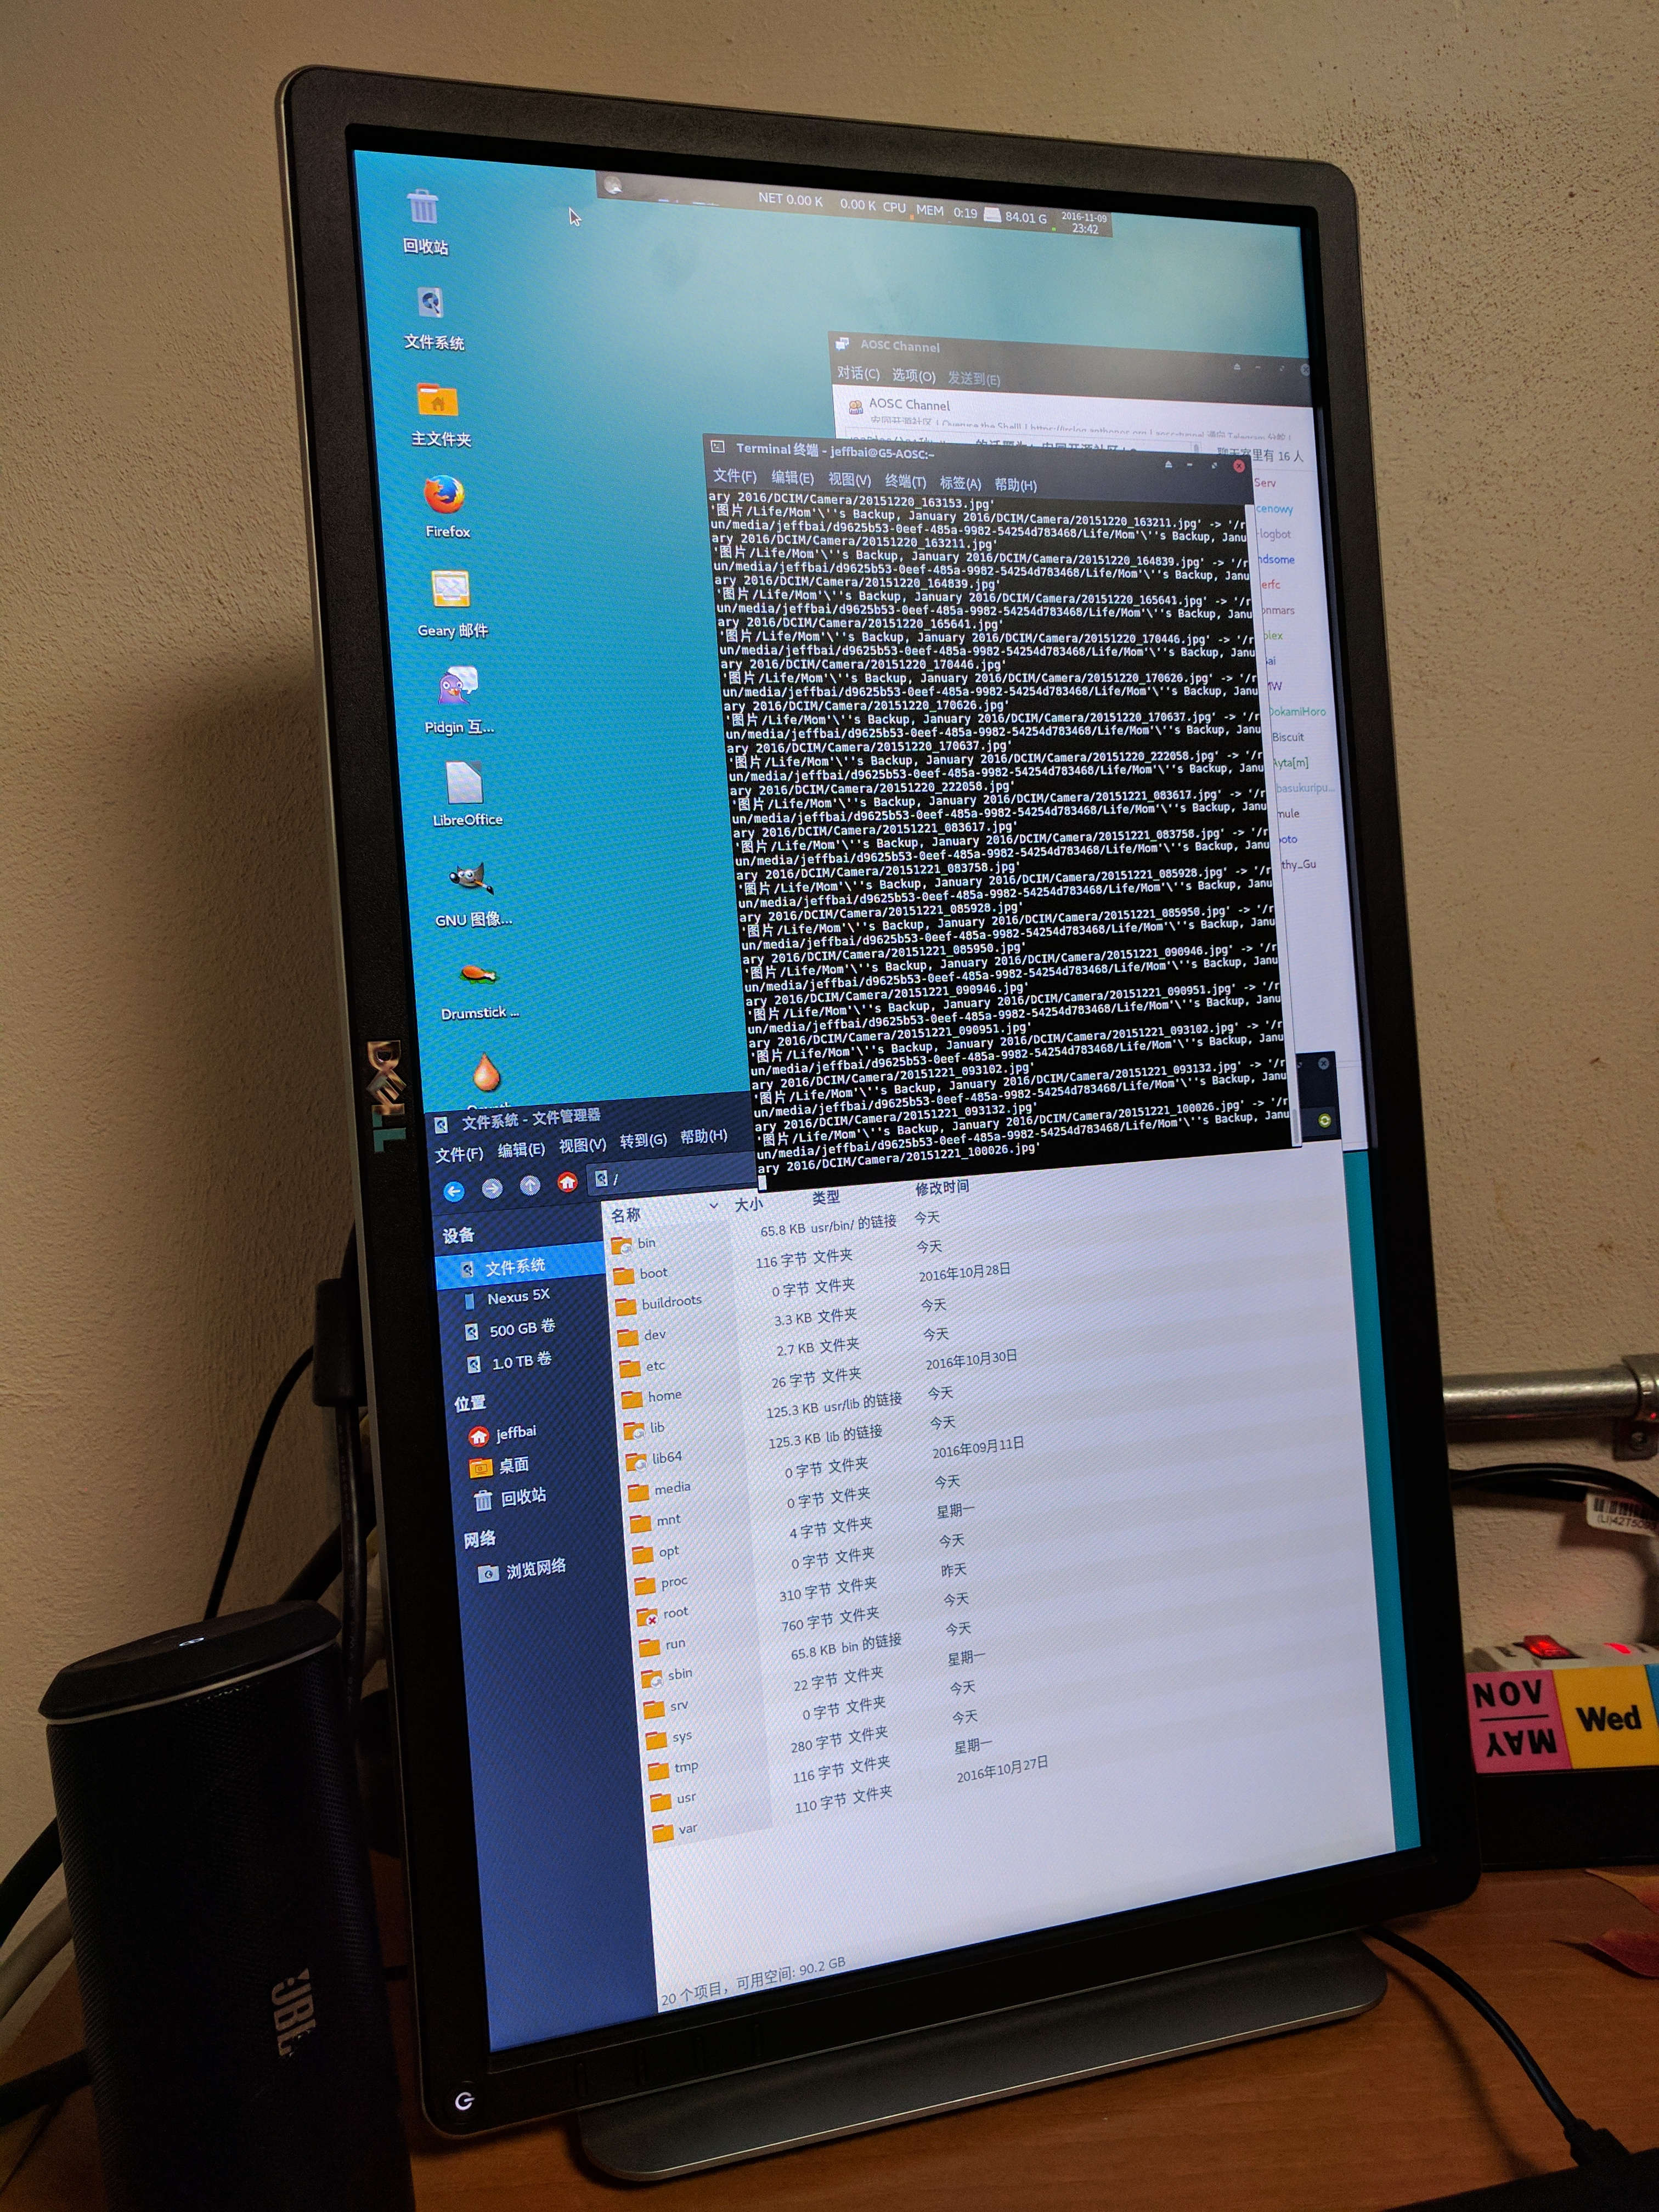 回收站
文件系统
主文件夹
Firefox
Geary 邮件
Pidgin 互...
LibreOffice
GNU 图像...
Drumstick ...
NET 0.00 K 0.00 K CPU MEM 0:19 84.01 G 2016-11-09
23:42
AOSC Channel
对话(C) 选项(O) 发送到(E)
AOSC Channel
聊天室里有 16 人
Serv
cenowy
logbot
ndsome
erfc
onmars
plex
Bai
MW
OokamiHoro
Biscuit
Ayta[m]
basukuripu...
mule
oto
thy_Gu
Terminal 终端 - jeffbai@G5-AOSC:~
文件(F) 编辑(E) 视图(V) 终端(T) 标签(A) 帮助(H)
ary 2016/DCIM/Camera/20151220_163153.jpg'
'图片/Life/Mom'\''s Backup, January 2016/DCIM/Camera/20151220_163211.jpg' -> '/r
un/media/jeffbai/d9625b53-0eef-485a-9982-54254d783468/Life/Mom'\''s Backup, Janu
ary 2016/DCIM/Camera/20151220_163211.jpg'
'图片/Life/Mom'\''s Backup, January 2016/DCIM/Camera/20151220_164839.jpg' -> '/r
un/media/jeffbai/d9625b53-0eef-485a-9982-54254d783468/Life/Mom'\''s Backup, Janu
ary 2016/DCIM/Camera/20151220_164839.jpg'
'图片/Life/Mom'\''s Backup, January 2016/DCIM/Camera/20151220_165641.jpg' -> '/r
un/media/jeffbai/d9625b53-0eef-485a-9982-54254d783468/Life/Mom'\''s Backup, Janu
ary 2016/DCIM/Camera/20151220_165641.jpg'
'图片/Life/Mom'\''s Backup, January 2016/DCIM/Camera/20151220_170446.jpg' -> '/r
un/media/jeffbai/d9625b53-0eef-485a-9982-54254d783468/Life/Mom'\''s Backup, Janu
ary 2016/DCIM/Camera/20151220_170446.jpg'
'图片/Life/Mom'\''s Backup, January 2016/DCIM/Camera/20151220_170626.jpg' -> '/r
un/media/jeffbai/d9625b53-0eef-485a-9982-54254d783468/Life/Mom'\''s Backup, Janu
ary 2016/DCIM/Camera/20151220_170626.jpg'
'图片/Life/Mom'\''s Backup, January 2016/DCIM/Camera/20151220_170637.jpg' -> '/r
un/media/jeffbai/d9625b53-0eef-485a-9982-54254d783468/Life/Mom'\''s Backup, Janu
ary 2016/DCIM/Camera/20151220_170637.jpg'
'图片/Life/Mom'\''s Backup, January 2016/DCIM/Camera/20151220_222058.jpg' -> '/r
un/media/jeffbai/d9625b53-0eef-485a-9982-54254d783468/Life/Mom'\''s Backup, Janu
ary 2016/DCIM/Camera/20151220_222058.jpg'
'图片/Life/Mom'\''s Backup, January 2016/DCIM/Camera/20151221_083617.jpg' -> '/r
un/media/jeffbai/d9625b53-0eef-485a-9982-54254d783468/Life/Mom'\''s Backup, Janu
ary 2016/DCIM/Camera/20151221_083617.jpg'
'图片/Life/Mom'\''s Backup, January 2016/DCIM/Camera/20151221_083758.jpg' -> '/r
un/media/jeffbai/d9625b53-0eef-485a-9982-54254d783468/Life/Mom'\''s Backup, Janu
ary 2016/DCIM/Camera/20151221_083758.jpg'
'图片/Life/Mom'\''s Backup, January 2016/DCIM/Camera/20151221_085928.jpg' -> '/r
un/media/jeffbai/d9625b53-0eef-485a-9982-54254d783468/Life/Mom'\''s Backup, Janu
ary 2016/DCIM/Camera/20151221_085928.jpg'
'图片/Life/Mom'\''s Backup, January 2016/DCIM/Camera/20151221_085950.jpg' -> '/r
un/media/jeffbai/d9625b53-0eef-485a-9982-54254d783468/Life/Mom'\''s Backup, Janu
ary 2016/DCIM/Camera/20151221_085950.jpg'
'图片/Life/Mom'\''s Backup, January 2016/DCIM/Camera/20151221_090946.jpg' -> '/r
un/media/jeffbai/d9625b53-0eef-485a-9982-54254d783468/Life/Mom'\''s Backup, Janu
ary 2016/DCIM/Camera/20151221_090946.jpg'
'图片/Life/Mom'\''s Backup, January 2016/DCIM/Camera/20151221_090951.jpg' -> '/r
un/media/jeffbai/d9625b53-0eef-485a-9982-54254d783468/Life/Mom'\''s Backup, Janu
ary 2016/DCIM/Camera/20151221_090951.jpg'
'图片/Life/Mom'\''s Backup, January 2016/DCIM/Camera/20151221_093102.jpg' -> '/r
un/media/jeffbai/d9625b53-0eef-485a-9982-54254d783468/Life/Mom'\''s Backup, Janu
ary 2016/DCIM/Camera/20151221_093102.jpg'
'图片/Life/Mom'\''s Backup, January 2016/DCIM/Camera/20151221_093132.jpg' -> '/r
un/media/jeffbai/d9625b53-0eef-485a-9982-54254d783468/Life/Mom'\''s Backup, Janu
ary 2016/DCIM/Camera/20151221_093132.jpg'
'图片/Life/Mom'\''s Backup, January 2016/DCIM/Camera/20151221_100026.jpg' -> '/r
un/media/jeffbai/d9625b53-0eef-485a-9982-54254d783468/Life/Mom'\''s Backup, Janu
ary 2016/DCIM/Camera/20151221_100026.jpg'
文件系统 - 文件管理器
文件(F) 编辑(E) 视图(V) 转到(G) 帮助(H)
/
设备
文件系统
Nexus 5X
500 GB 卷
1.0 TB 卷
位置
jeffbai
桌面
回收站
网络
浏览网络
名称 大小 类型 修改时间
bin 65.8 KB usr/bin/ 的链接 今天
boot 116 字节 文件夹 今天
buildroots 0 字节 文件夹 2016年10月28日
dev 3.3 KB 文件夹 今天
etc 2.7 KB 文件夹 今天
home 26 字节 文件夹 2016年10月30日
lib 125.3 KB usr/lib 的链接 今天
lib64 125.3 KB lib 的链接 今天
media 0 字节 文件夹 2016年09月11日
mnt 0 字节 文件夹 今天
opt 4 字节 文件夹 星期一
proc 0 字节 文件夹 今天
root 310 字节 文件夹 昨天
run 760 字节 文件夹 今天
sbin 65.8 KB bin 的链接 今天
srv 22 字节 文件夹 星期一
sys 0 字节 文件夹 今天
tmp 280 字节 文件夹 今天
usr 116 字节 文件夹 星期一
var 110 字节 文件夹 2016年10月27日
20 个项目，可用空间: 90.2 GB
DELL
JBL
NOV
MAY
Wed